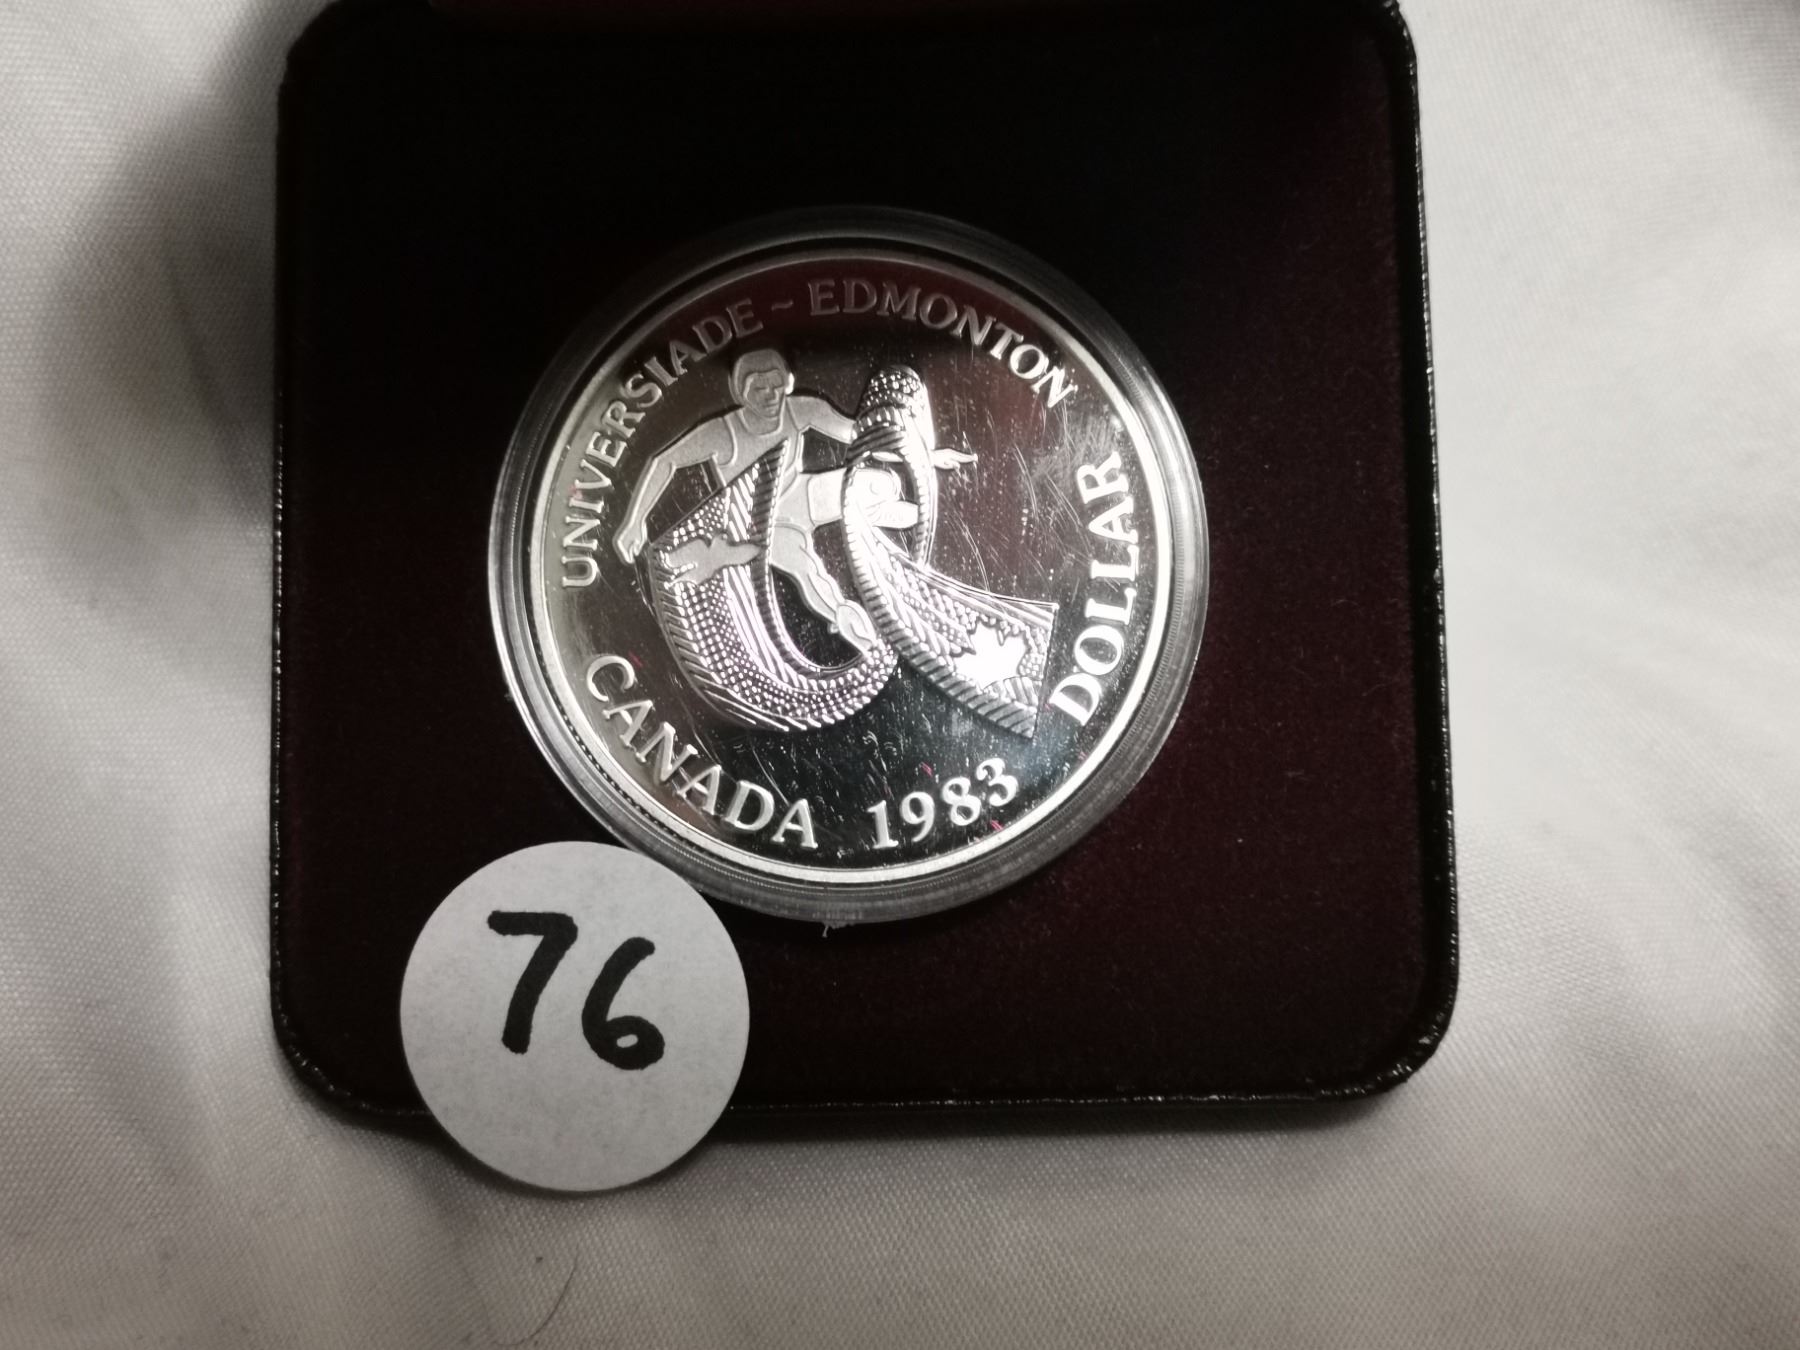 UNIVERSIADE ~ EDMONTON
DOLLAR
CANADA 1983
76